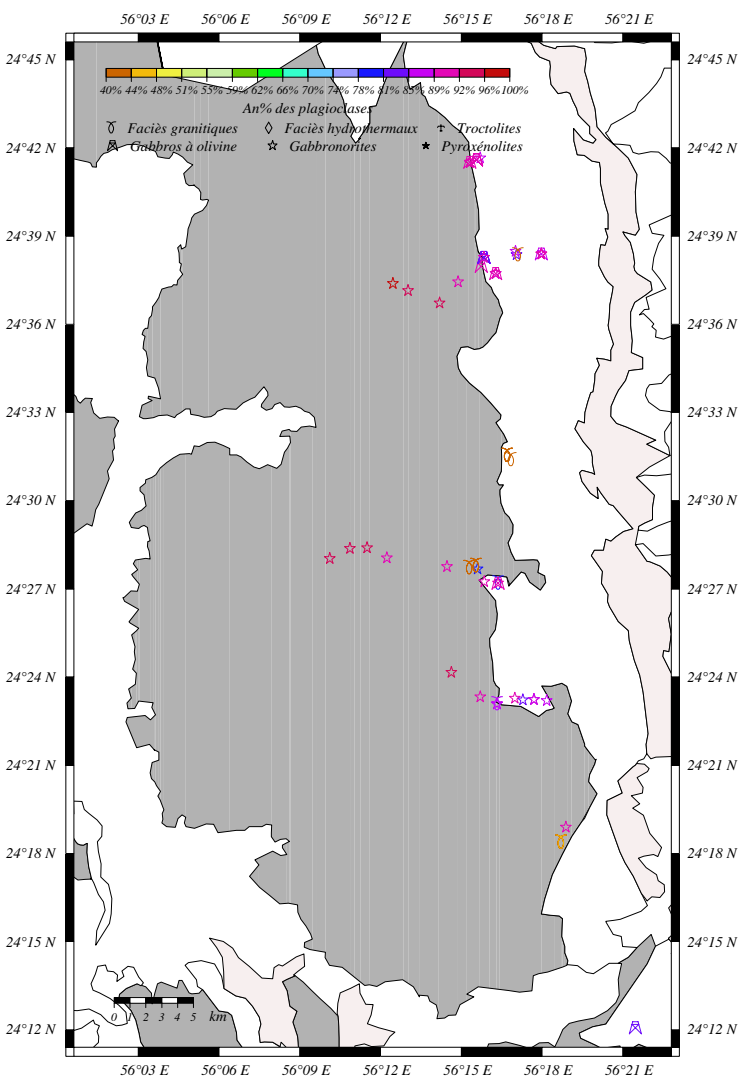 56°03 E 56°06 E 56°09 E 56°12 E 56°15 E 56°18 E 56°21 E
24°45 N 24°45 N
40% 44% 48% 51% 55% 59% 62% 66% 70% 74% 78% 81% 85% 89% 92% 96% 100%
An% des plagioclases
Faciès granitiques Faciès hydrothermaux Troctolites
Gabbros à olivine Gabbronorites Pyroxénolites
24°42 N 24°42 N
24°39 N 24°39 N
24°36 N 24°36 N
24°33 N 24°33 N
24°30 N 24°30 N
24°27 N 24°27 N
24°24 N 24°24 N
24°21 N 24°21 N
24°18 N 24°18 N
24°15 N 24°15 N
0 1 2 3 4 5 km
24°12 N 24°12 N
56°03 E 56°06 E 56°09 E 56°12 E 56°15 E 56°18 E 56°21 E